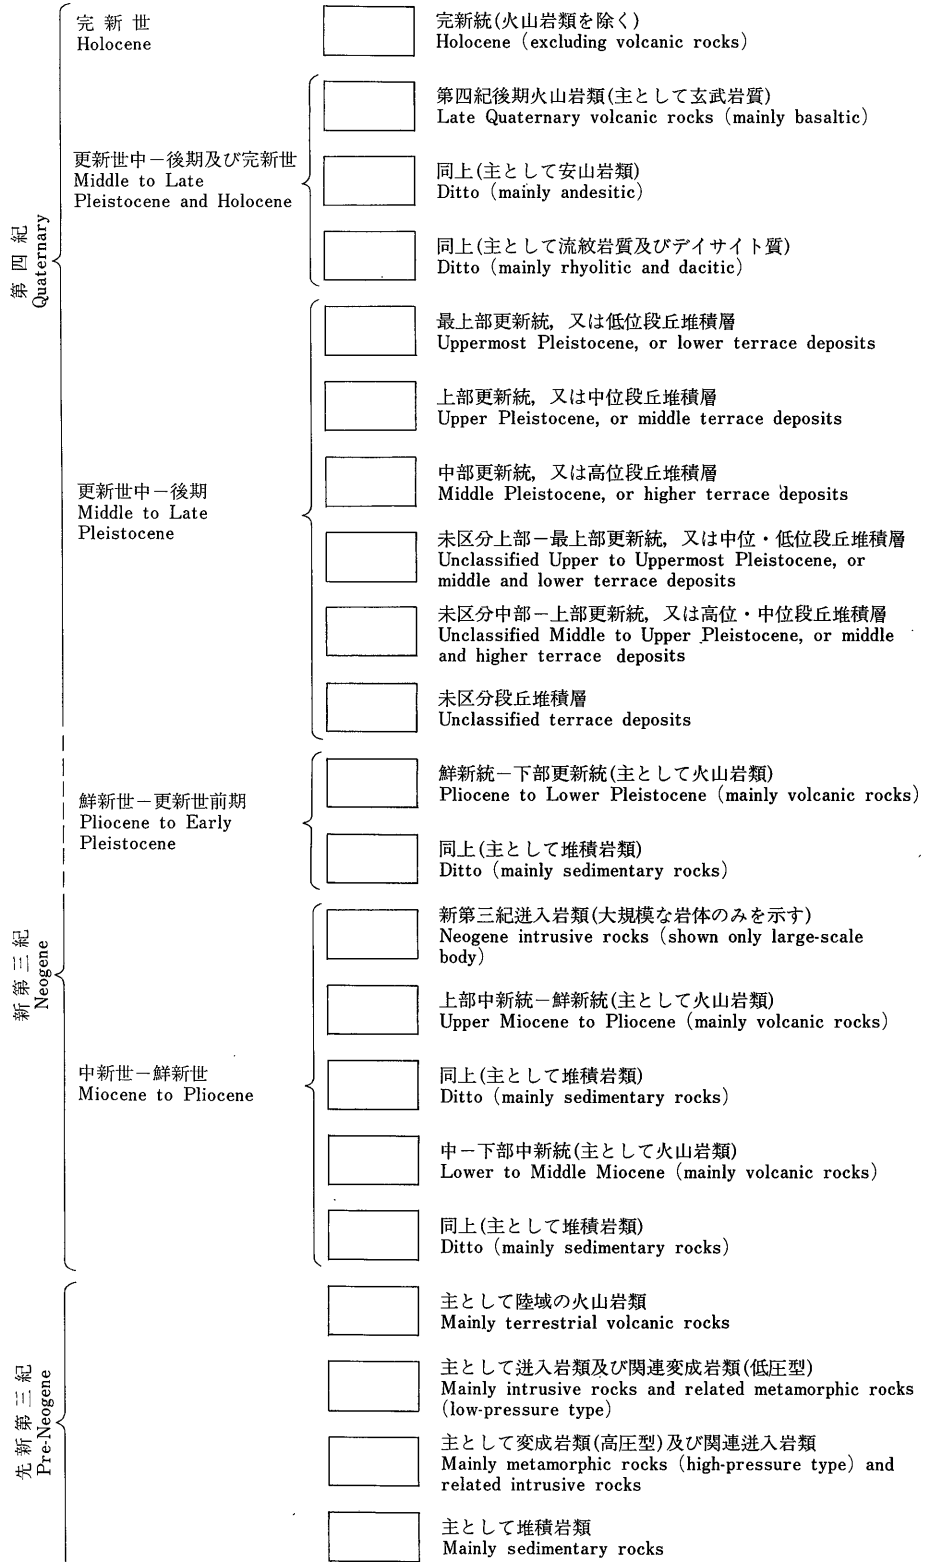 第四紀
Quaternary
完新世
Holocene
完新統(火山岩類を除く)
Holocene (excluding volcanic rocks)
更新世中－後期及び完新世
Middle to Late
Pleistocene and Holocene
第四紀後期火山岩類(主として玄武岩質)
Late Quaternary volcanic rocks (mainly basaltic)
同上(主として安山岩類)
Ditto (mainly andesitic)
同上(主として流紋岩質及びデイサイト質)
Ditto (mainly rhyolitic and dacitic)
更新世中－後期
Middle to Late
Pleistocene
最上部更新統，又は低位段丘堆積層
Uppermost Pleistocene, or lower terrace deposits
上部更新統，又は中位段丘堆積層
Upper Pleistocene, or middle terrace deposits
中部更新統，又は高位段丘堆積層
Middle Pleistocene, or higher terrace deposits
未区分上部－最上部更新統，又は中位・低位段丘堆積層
Unclassified Upper to Uppermost Pleistocene, or
middle and lower terrace deposits
未区分中部－上部更新統，又は高位・中位段丘堆積層
Unclassified Middle to Upper Pleistocene, or middle
and higher terrace deposits
未区分段丘堆積層
Unclassified terrace deposits
鮮新世－更新世前期
Pliocene to Early
Pleistocene
鮮新統－下部更新統(主として火山岩類)
Pliocene to Lower Pleistocene (mainly volcanic rocks)
同上(主として堆積岩類)
Ditto (mainly sedimentary rocks)
新第三紀
Neogene
中新世－鮮新世
Miocene to Pliocene
新第三紀迸入岩類(大規模な岩体のみを示す)
Neogene intrusive rocks (shown only large-scale
body)
上部中新統－鮮新統(主として火山岩類)
Upper Miocene to Pliocene (mainly volcanic rocks)
同上(主として堆積岩類)
Ditto (mainly sedimentary rocks)
中－下部中新統(主として火山岩類)
Lower to Middle Miocene (mainly volcanic rocks)
同上(主として堆積岩類)
Ditto (mainly sedimentary rocks)
先新第三紀
Pre-Neogene
主として陸域の火山岩類
Mainly terrestrial volcanic rocks
主として迸入岩類及び関連変成岩類(低圧型)
Mainly intrusive rocks and related metamorphic rocks
(low-pressure type)
主として変成岩類(高圧型)及び関連迸入岩類
Mainly metamorphic rocks (high-pressure type) and
related intrusive rocks
主として堆積岩類
Mainly sedimentary rocks